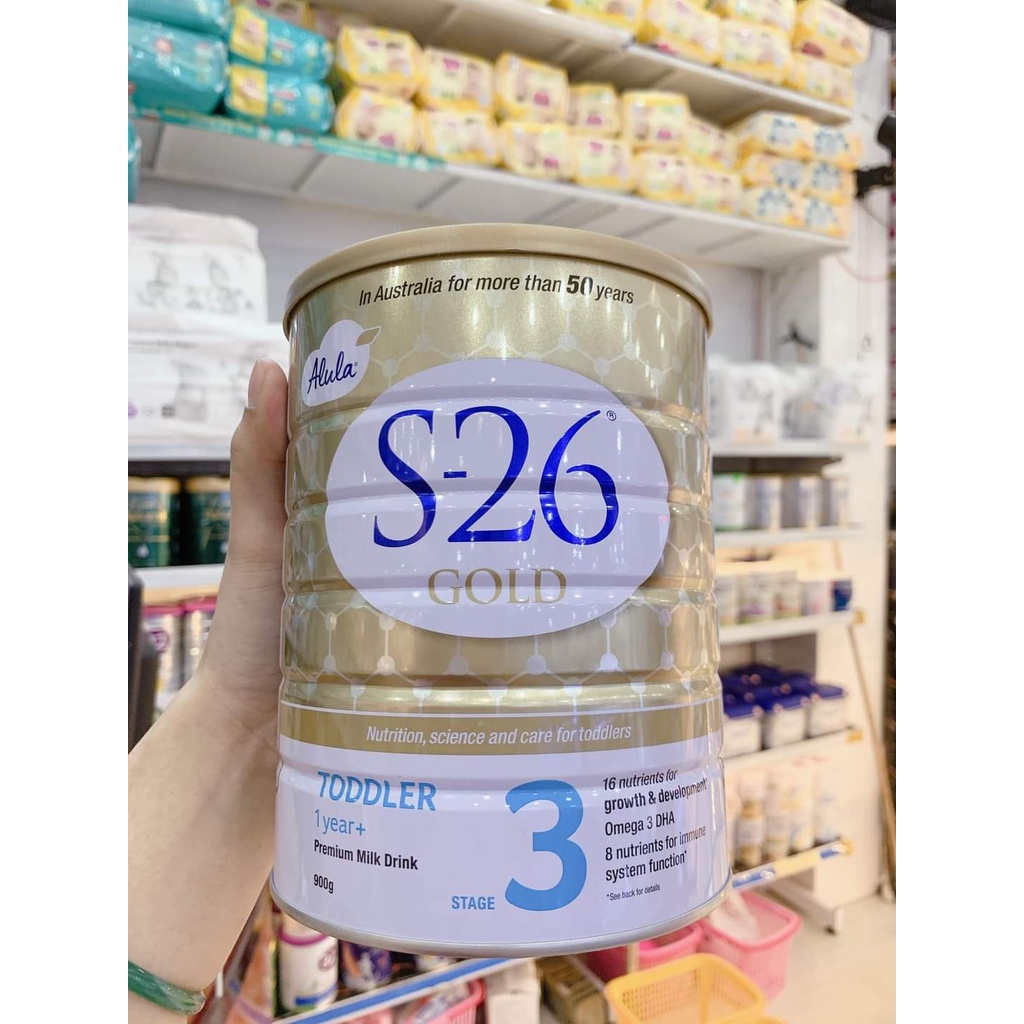 In Australia for more than 50 years
Alula®
S-26®
GOLD
Nutrition, science and care for toddlers
TODDLER
1 year+
Premium Milk Drink
900g
STAGE 3
16 nutrients for
growth & development*
Omega 3 DHA
8 nutrients for immune
system function*
*See back for details